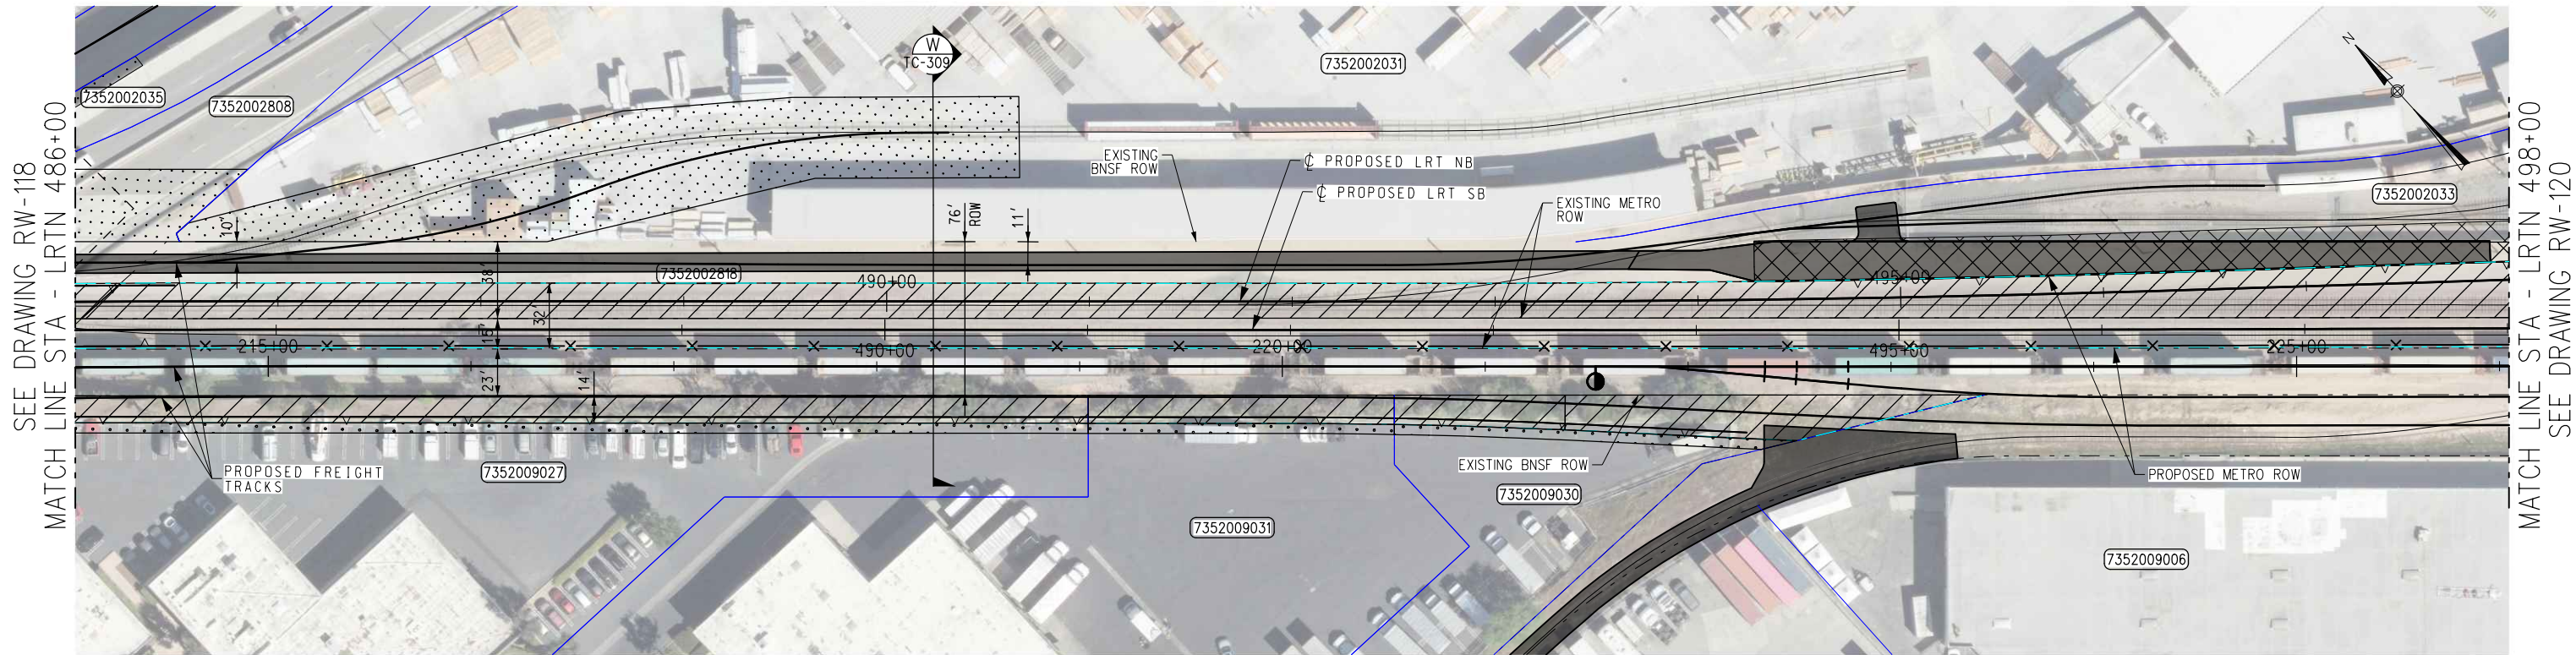 SEE DRAWING RW-118
MATCH LINE STA - LRTN 486+00
7352002035
7352002808
W
TC-309
7352002031
N
EXISTING
BNSF ROW
℄ PROPOSED LRT NB
℄ PROPOSED LRT SB
EXISTING METRO
ROW
7352002033
10'
38'
76'
ROW
11'
7352002818
490+00
495+00
32'
15'
215+00
490+00
220+00
495+00
225+00
23'
14'
PROPOSED FREIGHT
TRACKS
7352009027
EXISTING BNSF ROW
7352009030
PROPOSED METRO ROW
7352009031
7352009006
MATCH LINE STA - LRTN 498+00
SEE DRAWING RW-120